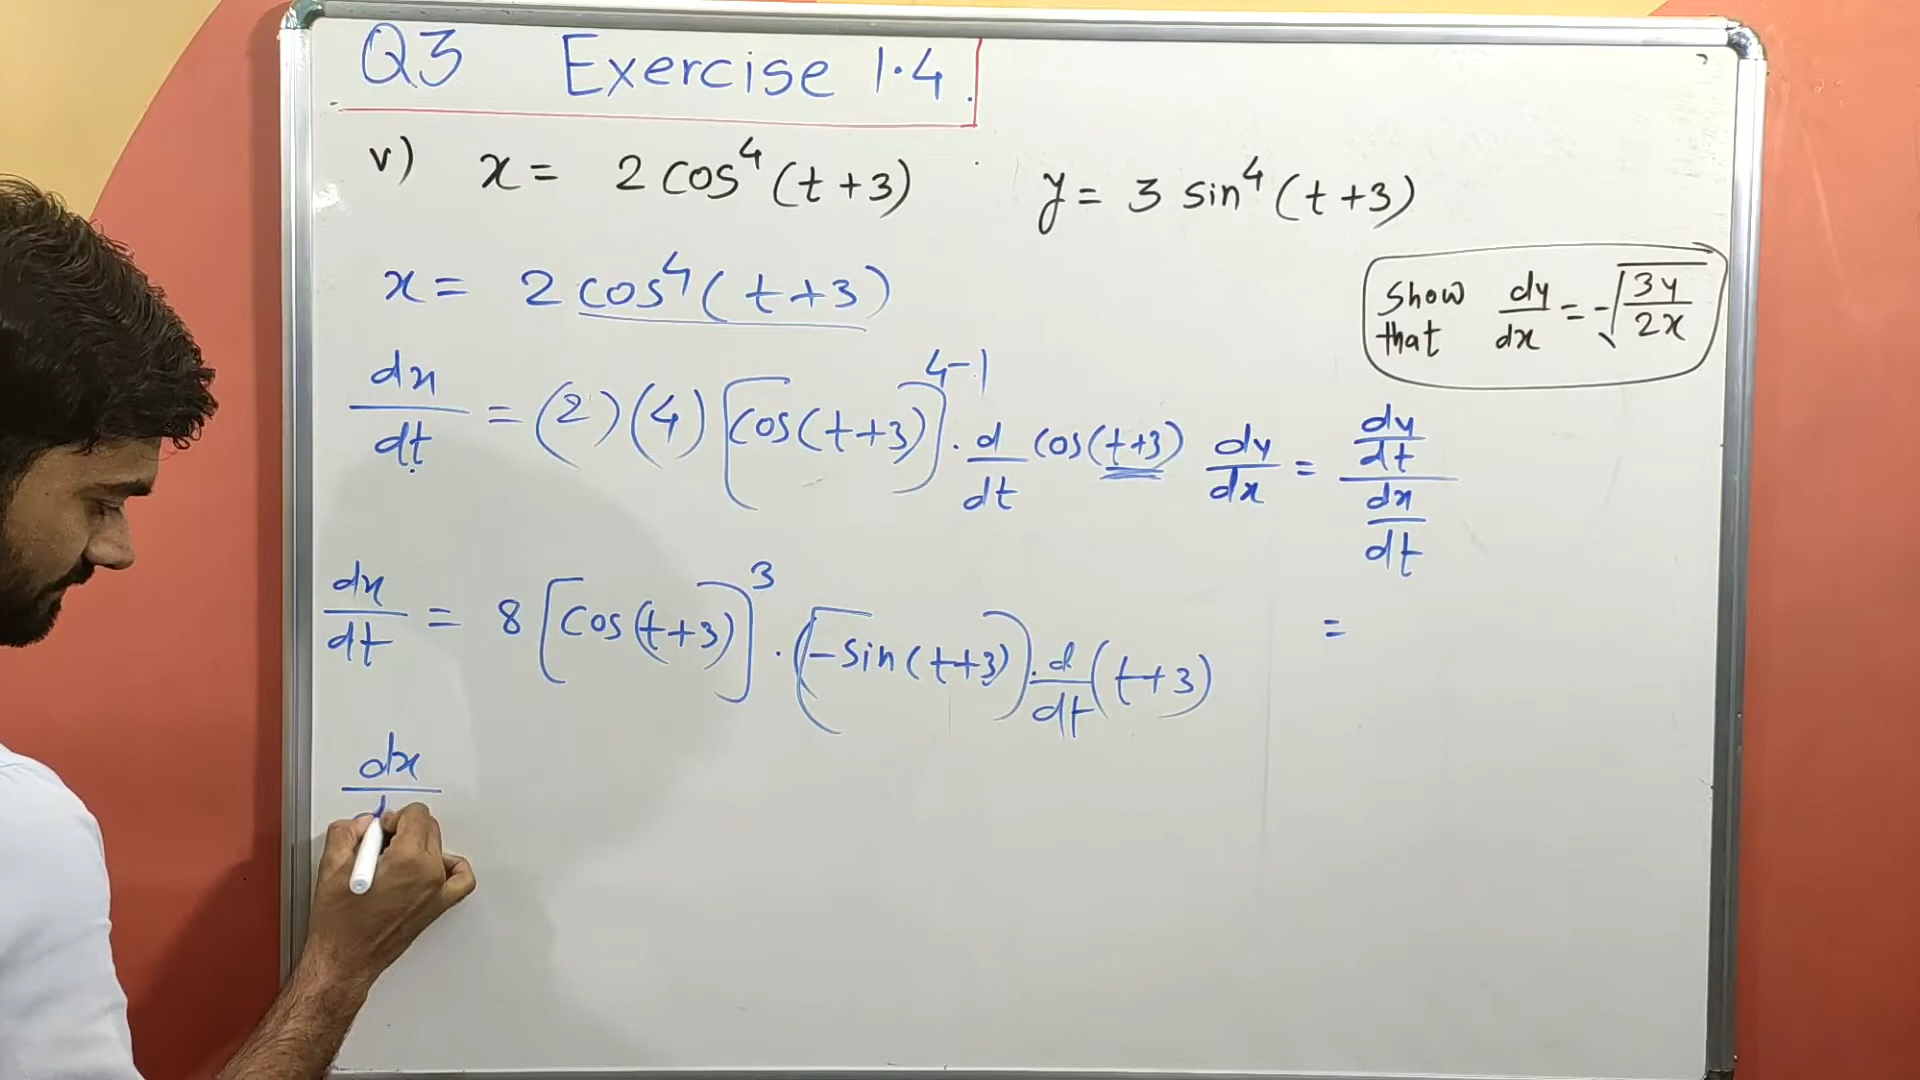 Q3 Exercise 1.4.
v) x = 2 cos⁴ (t+3) y = 3 sin⁴ (t+3)
x = 2 cos⁴ (t+3)
Show that dy/dx = -√(3y/2x)
dx/dt = (2)(4) [cos(t+3)]⁴⁻¹ . d/dt cos(t+3)
dy/dx = (dy/dt)/(dx/dt)
dx/dt = 8 [cos(t+3)]³ . (-sin(t+3)) . d/dt (t+3)
=
dx/d